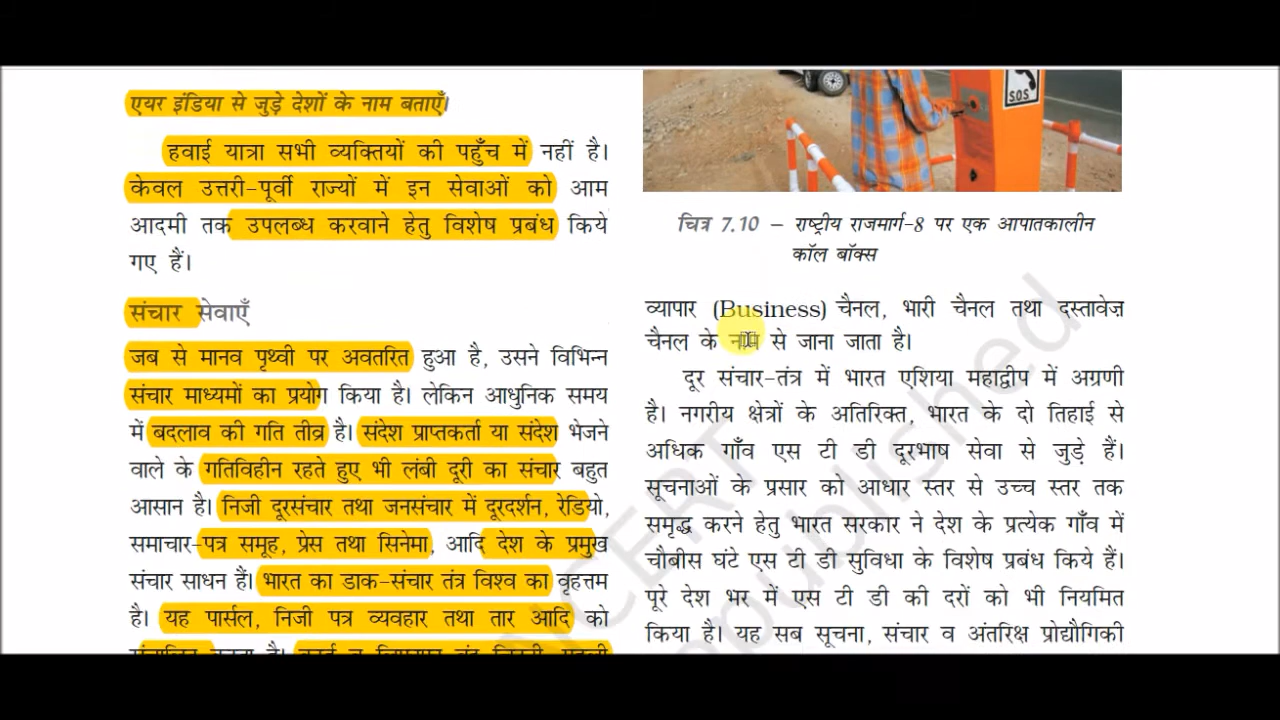 एयर इंडिया से जुड़े देशों के नाम बताएँ।
हवाई यात्रा सभी व्यक्तियों की पहुँच में नहीं है।
केवल उत्तरी-पूर्वी राज्यों में इन सेवाओं को आम
आदमी तक उपलब्ध करवाने हेतु विशेष प्रबंध किये
गए हैं।
संचार सेवाएँ
जब से मानव पृथ्वी पर अवतरित हुआ है, उसने विभिन्न
संचार माध्यमों का प्रयोग किया है। लेकिन आधुनिक समय
में बदलाव की गति तीव्र है। संदेश प्राप्तकर्ता या संदेश भेजने
वाले के गतिविहीन रहते हुए भी लंबी दूरी का संचार बहुत
आसान है। निजी दूरसंचार तथा जनसंचार में दूरदर्शन, रेडियो,
समाचार-पत्र समूह, प्रेस तथा सिनेमा, आदि देश के प्रमुख
संचार साधन हैं। भारत का डाक-संचार तंत्र विश्व का वृहत्तम
है। यह पार्सल, निजी पत्र व्यवहार तथा तार आदि को
S.O.S
चित्र 7.10 – राष्ट्रीय राजमार्ग-8 पर एक आपातकालीन
कॉल बॉक्स
व्यापार (Business) चैनल, भारी चैनल तथा दस्तावेज़
चैनल के नाम से जाना जाता है।
दूर संचार-तंत्र में भारत एशिया महाद्वीप में अग्रणी
है। नगरीय क्षेत्रों के अतिरिक्त, भारत के दो तिहाई से
अधिक गाँव एस टी डी दूरभाष सेवा से जुड़े हैं।
सूचनाओं के प्रसार को आधार स्तर से उच्च स्तर तक
समृद्ध करने हेतु भारत सरकार ने देश के प्रत्येक गाँव में
चौबीस घंटे एस टी डी सुविधा के विशेष प्रबंध किये हैं।
पूरे देश भर में एस टी डी की दरों को भी नियमित
किया है। यह सब सूचना, संचार व अंतरिक्ष प्रौद्योगिकी